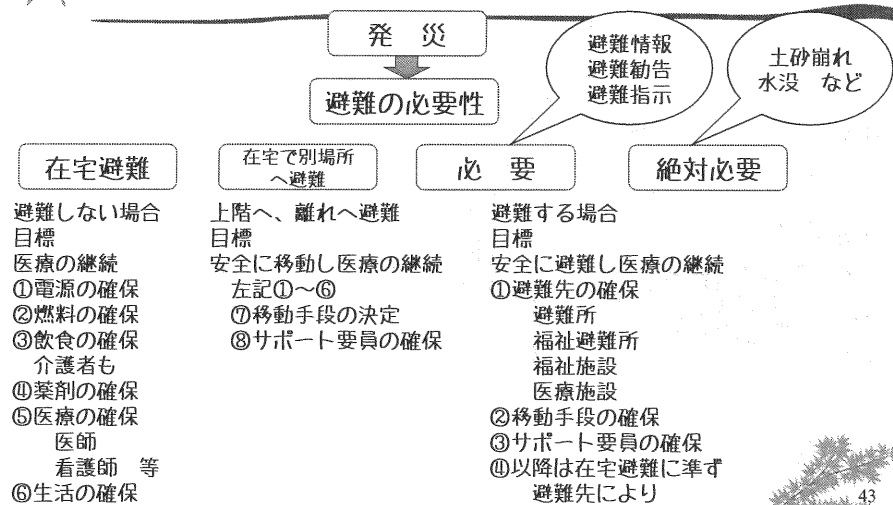 発 災
避難の必要性
避難情報
避難勧告
避難指示
土砂崩れ
水没 など
在宅避難
避難しない場合
目標
医療の継続
①電源の確保
②燃料の確保
③飲食の確保
介護者も
④薬剤の確保
⑤医療の確保
医師
看護師 等
⑥生活の確保
在宅で別場所
へ避難
上階へ、離れへ避難
目標
安全に移動し医療の継続
左記①～⑥
⑦移動手段の決定
⑧サポート要員の確保
必 要
絶対必要
避難する場合
目標
安全に避難し医療の継続
①避難先の確保
避難所
福祉避難所
福祉施設
医療施設
②移動手段の確保
③サポート要員の確保
④以降は在宅避難に準ず
避難先により
43